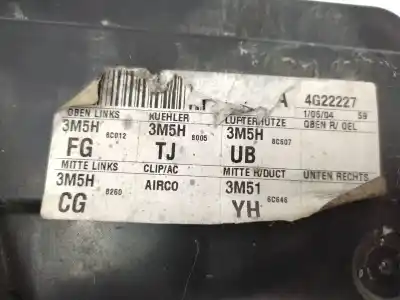 A 4G22227
OBEN LINKS KUEHLER LUEFTERHUTZE 1/05/04 59
3M5H 6C012 3M5H 8005 3M5H 8C607 OBEN R/ OEL
FG TJ UB
MITTE LINKS CLIP/AC MITTE R/DUCT UNTEN RECHTS
3M5H 8260 AIRCO 3M51 6C646
CG YH